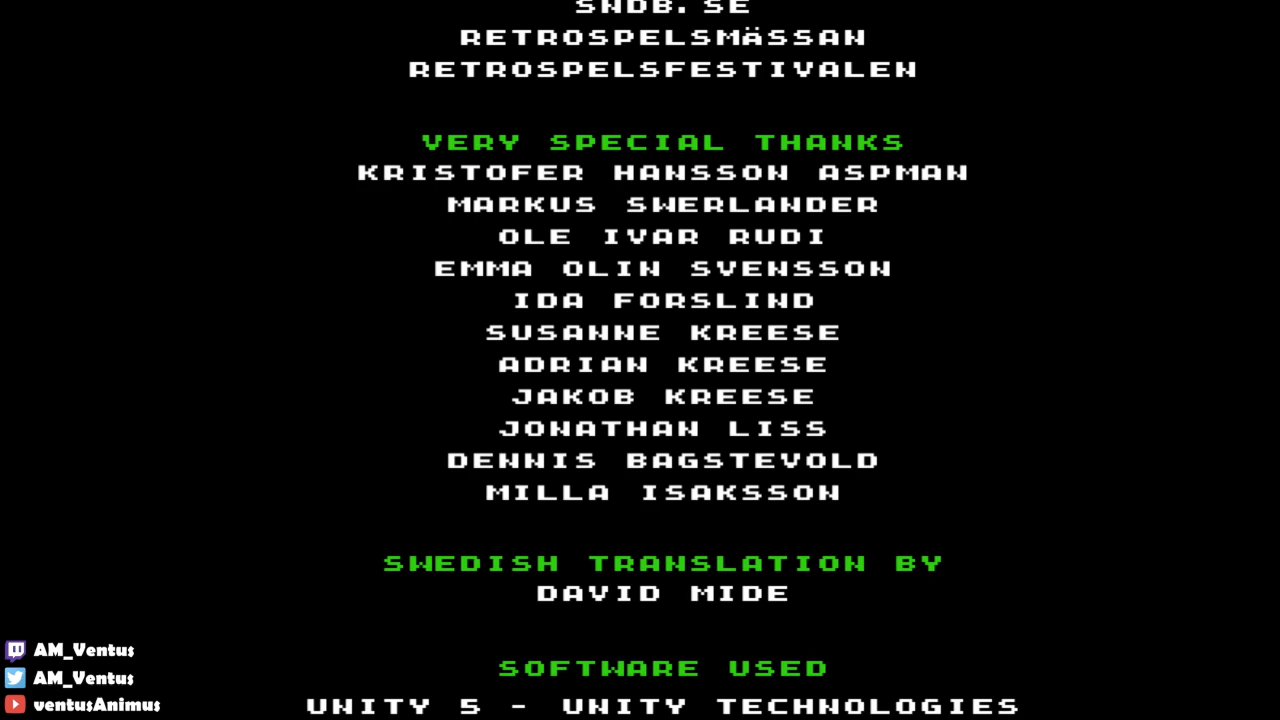 SNDB.SE
RETROSPELSMÄSSAN
RETROSPELSFESTIVALEN
VERY SPECIAL THANKS
KRISTOFER HANSSON ASPMAN
MARKUS SWERLANDER
OLE IVAR RUDI
EMMA OLIN SVENSSON
IDA FORSLIND
SUSANNE KREESE
ADRIAN KREESE
JAKOB KREESE
JONATHAN LISS
DENNIS BAGSTEVOLD
MILLA ISAKSSON
SWEDISH TRANSLATION BY
DAVID MIDE
SOFTWARE USED
UNITY 5 - UNITY TECHNOLOGIES
AM_Ventus
AM_Ventus
ventusAnimus